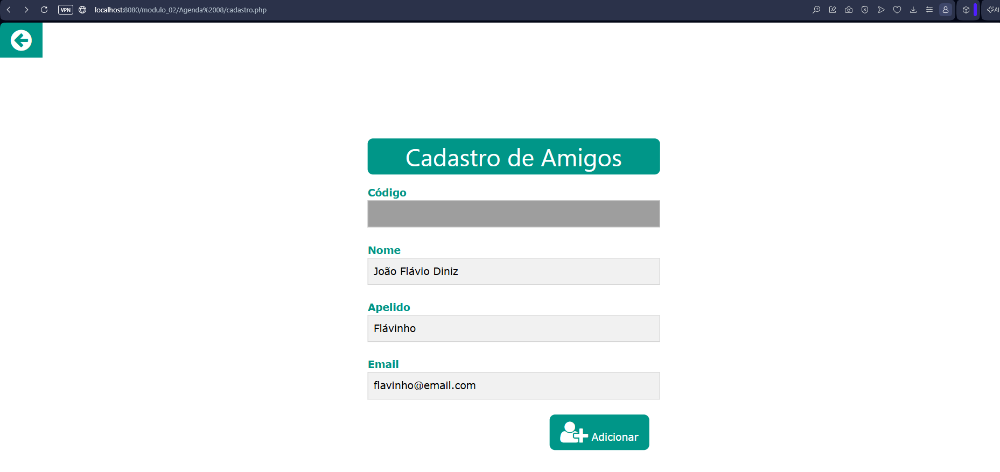 VPN localhost:8080/modulo_02/Agenda%2008/cadastro.php AI
Cadastro de Amigos
Código
Nome
João Flávio Diniz
Apelido
Flávinho
Email
flavinho@email.com
Adicionar